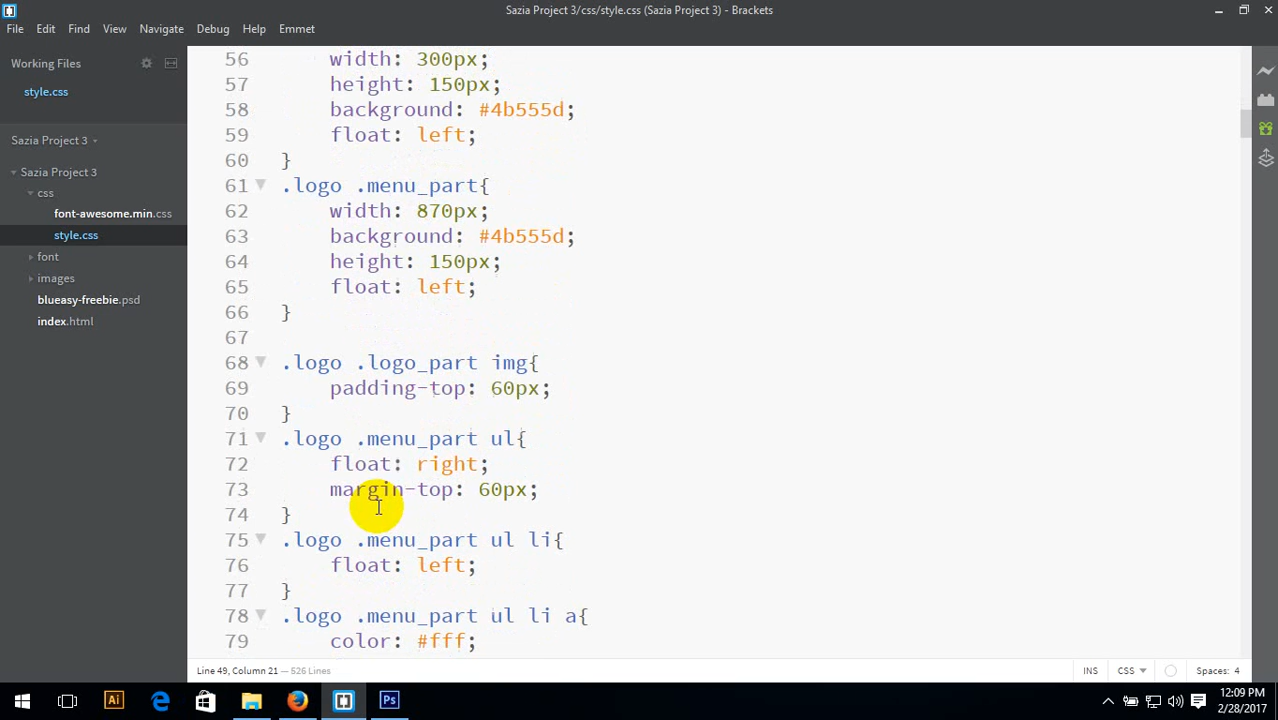 Sazia Project 3/css/style.css (Sazia Project 3) - Brackets
File Edit Find View Navigate Debug Help Emmet
Working Files
style.css
Sazia Project 3
Sazia Project 3
css
font-awesome.min.css
style.css
font
images
blueasy-freebie.psd
index.html
56 width: 300px;
57 height: 150px;
58 background: #4b555d;
59 float: left;
60 }
61 .logo .menu_part{
62 width: 870px;
63 background: #4b555d;
64 height: 150px;
65 float: left;
66 }
67
68 .logo .logo_part img{
69 padding-top: 60px;
70 }
71 .logo .menu_part ul{
72 float: right;
73 margin-top: 60px;
74 }
75 .logo .menu_part ul li{
76 float: left;
77 }
78 .logo .menu_part ul li a{
79 color: #fff;
Line 49, Column 21 — 526 Lines
INS CSS Spaces: 4
Ai
Ps
12:09 PM
2/28/2017